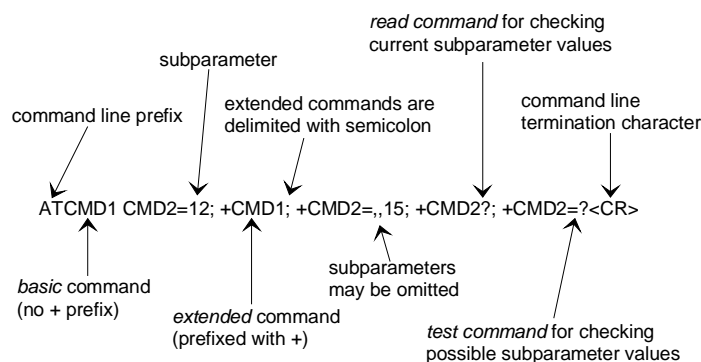 read command for checking
current subparameter values
subparameter
extended commands are
delimited with semicolon
command line
termination character
command line prefix
ATCMD1 CMD2=12; +CMD1; +CMD2=,,15; +CMD2?; +CMD2=?<CR>
basic command
(no + prefix)
extended command
(prefixed with +)
subparameters
may be omitted
test command for checking
possible subparameter values